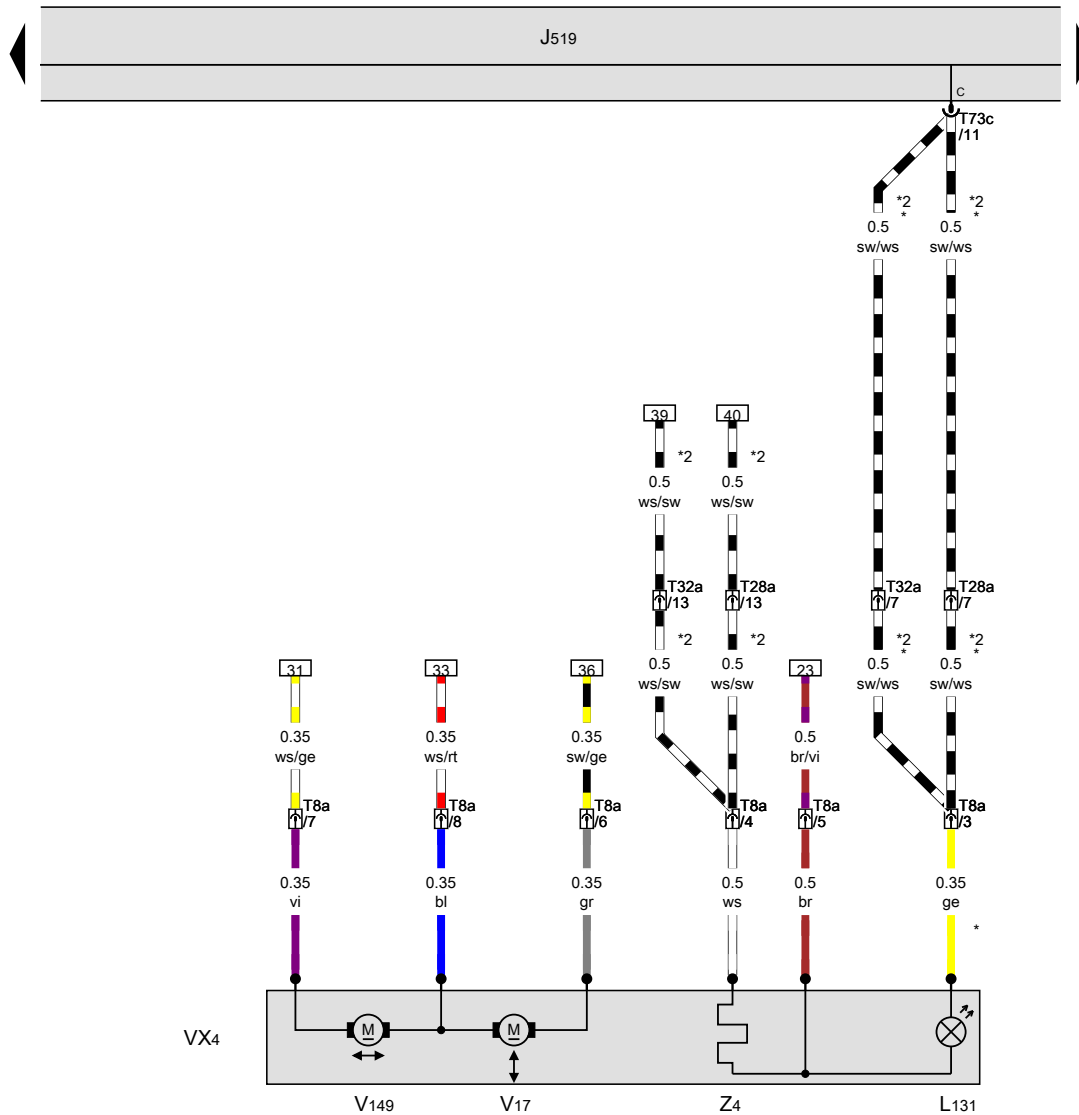 J519
C
T73c
/11
*2 *2
* *
0.5 0.5
sw/ws sw/ws
39 40
*2 *2
0.5 0.5
ws/sw ws/sw
T32a T28a T32a T28a
/13 /13 /7 /7
*2 *2 *2 *2
* *
31 33 36 0.5 0.5 23 0.5 0.5
ws/sw ws/sw sw/ws sw/ws
0.35 0.35 0.35 0.5
ws/ge ws/rt sw/ge br/vi
T8a T8a T8a T8a T8a T8a
/7 /8 /6 /4 /5 /3
0.35 0.35 0.35 0.5 0.5 0.35
vi bl gr ws br ge
*
VX4 M M
V149 V17 Z4 L131